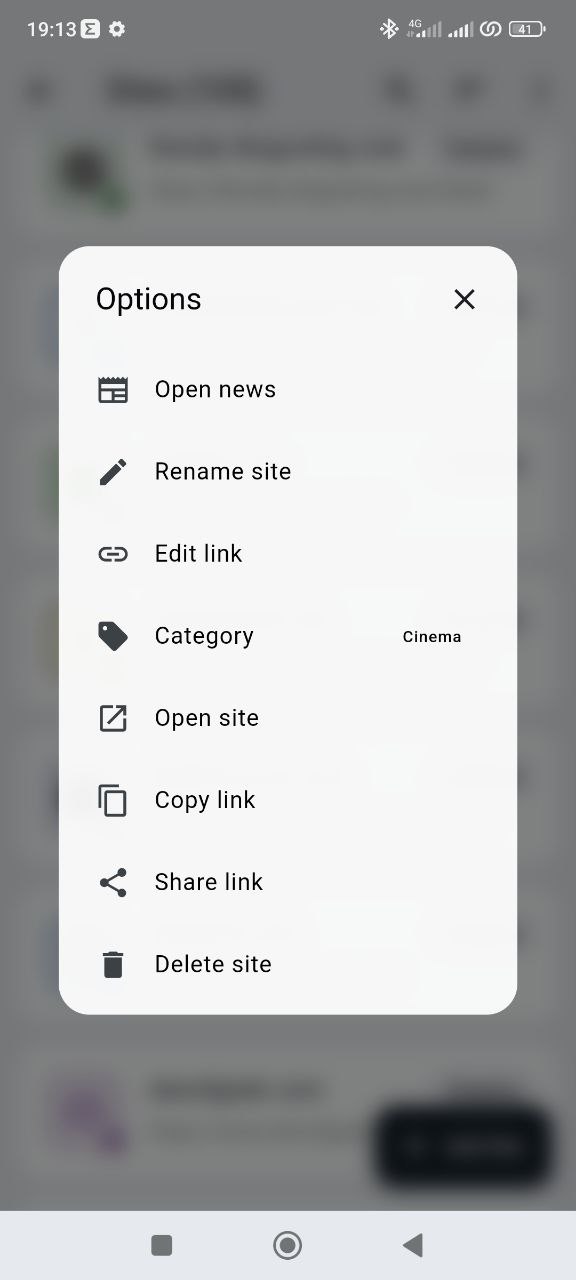 19:13
4G
41
Options
Open news
Rename site
Edit link
Category
Cinema
Open site
Copy link
Share link
Delete site